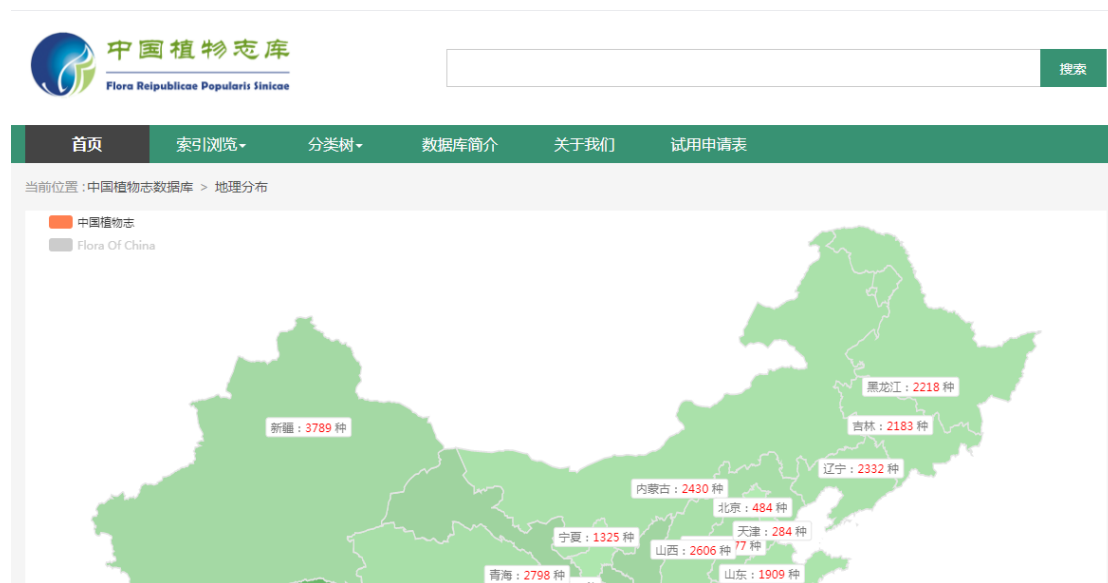 中国植物志库
Flora Reipublicae Popularis Sinicae
搜索
首页 索引浏览 分类树 数据库简介 关于我们 试用申请表
当前位置 : 中国植物志数据库 > 地理分布
中国植物志
Flora Of China
黑龙江：2218 种
新疆：3789 种
吉林：2183 种
辽宁：2332 种
内蒙古：2430 种
北京：484 种
天津：284 种
宁夏：1325 种
山西：2606 种
77 种
青海：2798 种
山东：1909 种